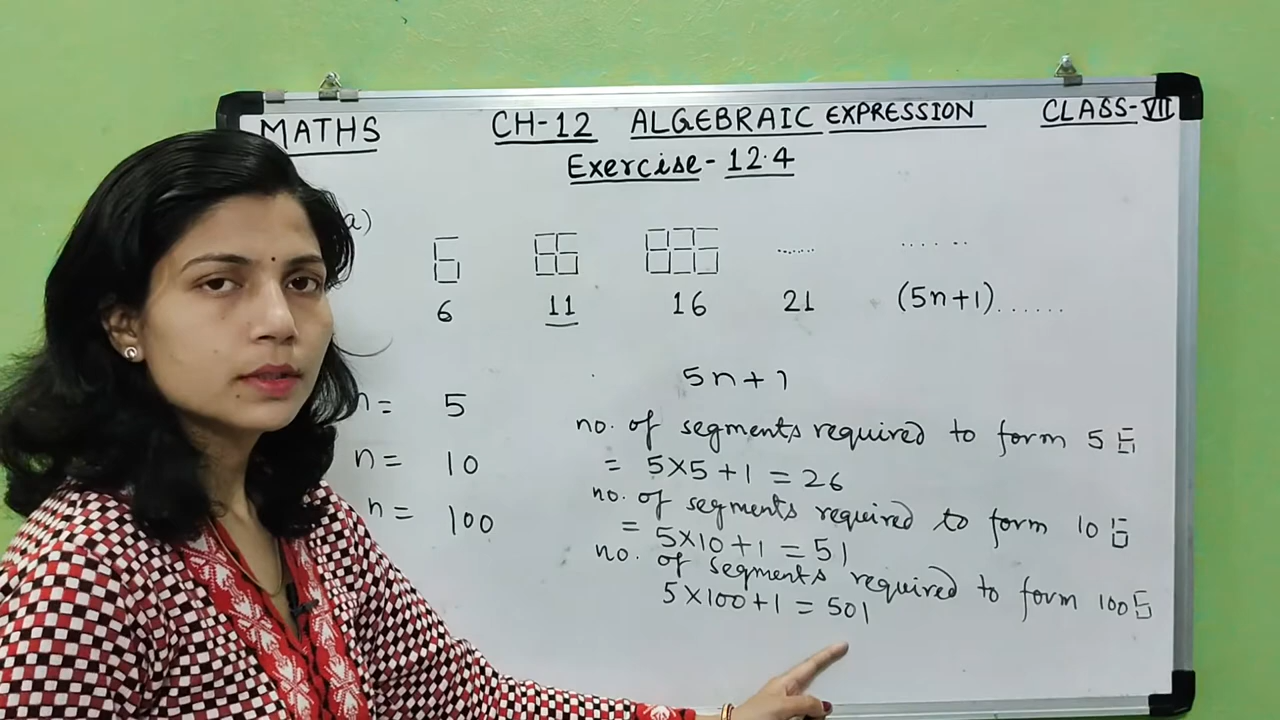 MATHS CH-12 ALGEBRAIC EXPRESSION CLASS-VII
Exercise-12.4
a)
6 11 16 21 (5n+1)......
5n+1
n= 5
n= 10
n= 100
no. of segments required to form 5
= 5×5+1 = 26
no. of segments required to form 10
= 5×10+1 = 51
no. of segments required to form 100
5×100+1 = 501